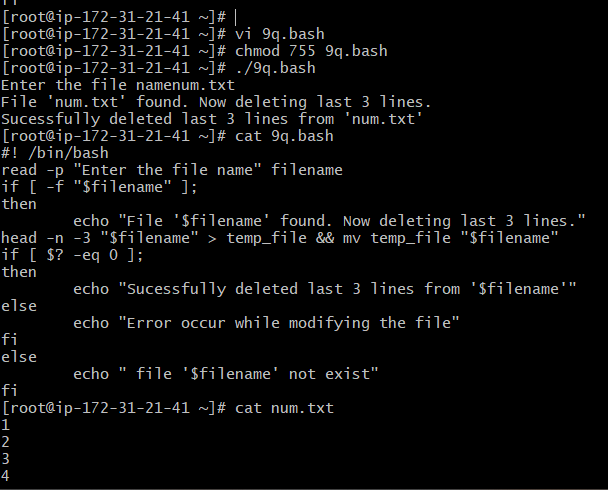 [root@ip-172-31-21-41 ~]#
[root@ip-172-31-21-41 ~]# vi 9q.bash
[root@ip-172-31-21-41 ~]# chmod 755 9q.bash
[root@ip-172-31-21-41 ~]# ./9q.bash
Enter the file namenum.txt
File 'num.txt' found. Now deleting last 3 lines.
Sucessfully deleted last 3 lines from 'num.txt'
[root@ip-172-31-21-41 ~]# cat 9q.bash
#! /bin/bash
read -p "Enter the file name" filename
if [ -f "$filename" ];
then
        echo "File '$filename' found. Now deleting last 3 lines."
head -n -3 "$filename" > temp_file && mv temp_file "$filename"
if [ $? -eq 0 ];
then
        echo "Sucessfully deleted last 3 lines from '$filename'"
else
        echo "Error occur while modifying the file"
fi
else
        echo " file '$filename' not exist"
fi
[root@ip-172-31-21-41 ~]# cat num.txt
1
2
3
4